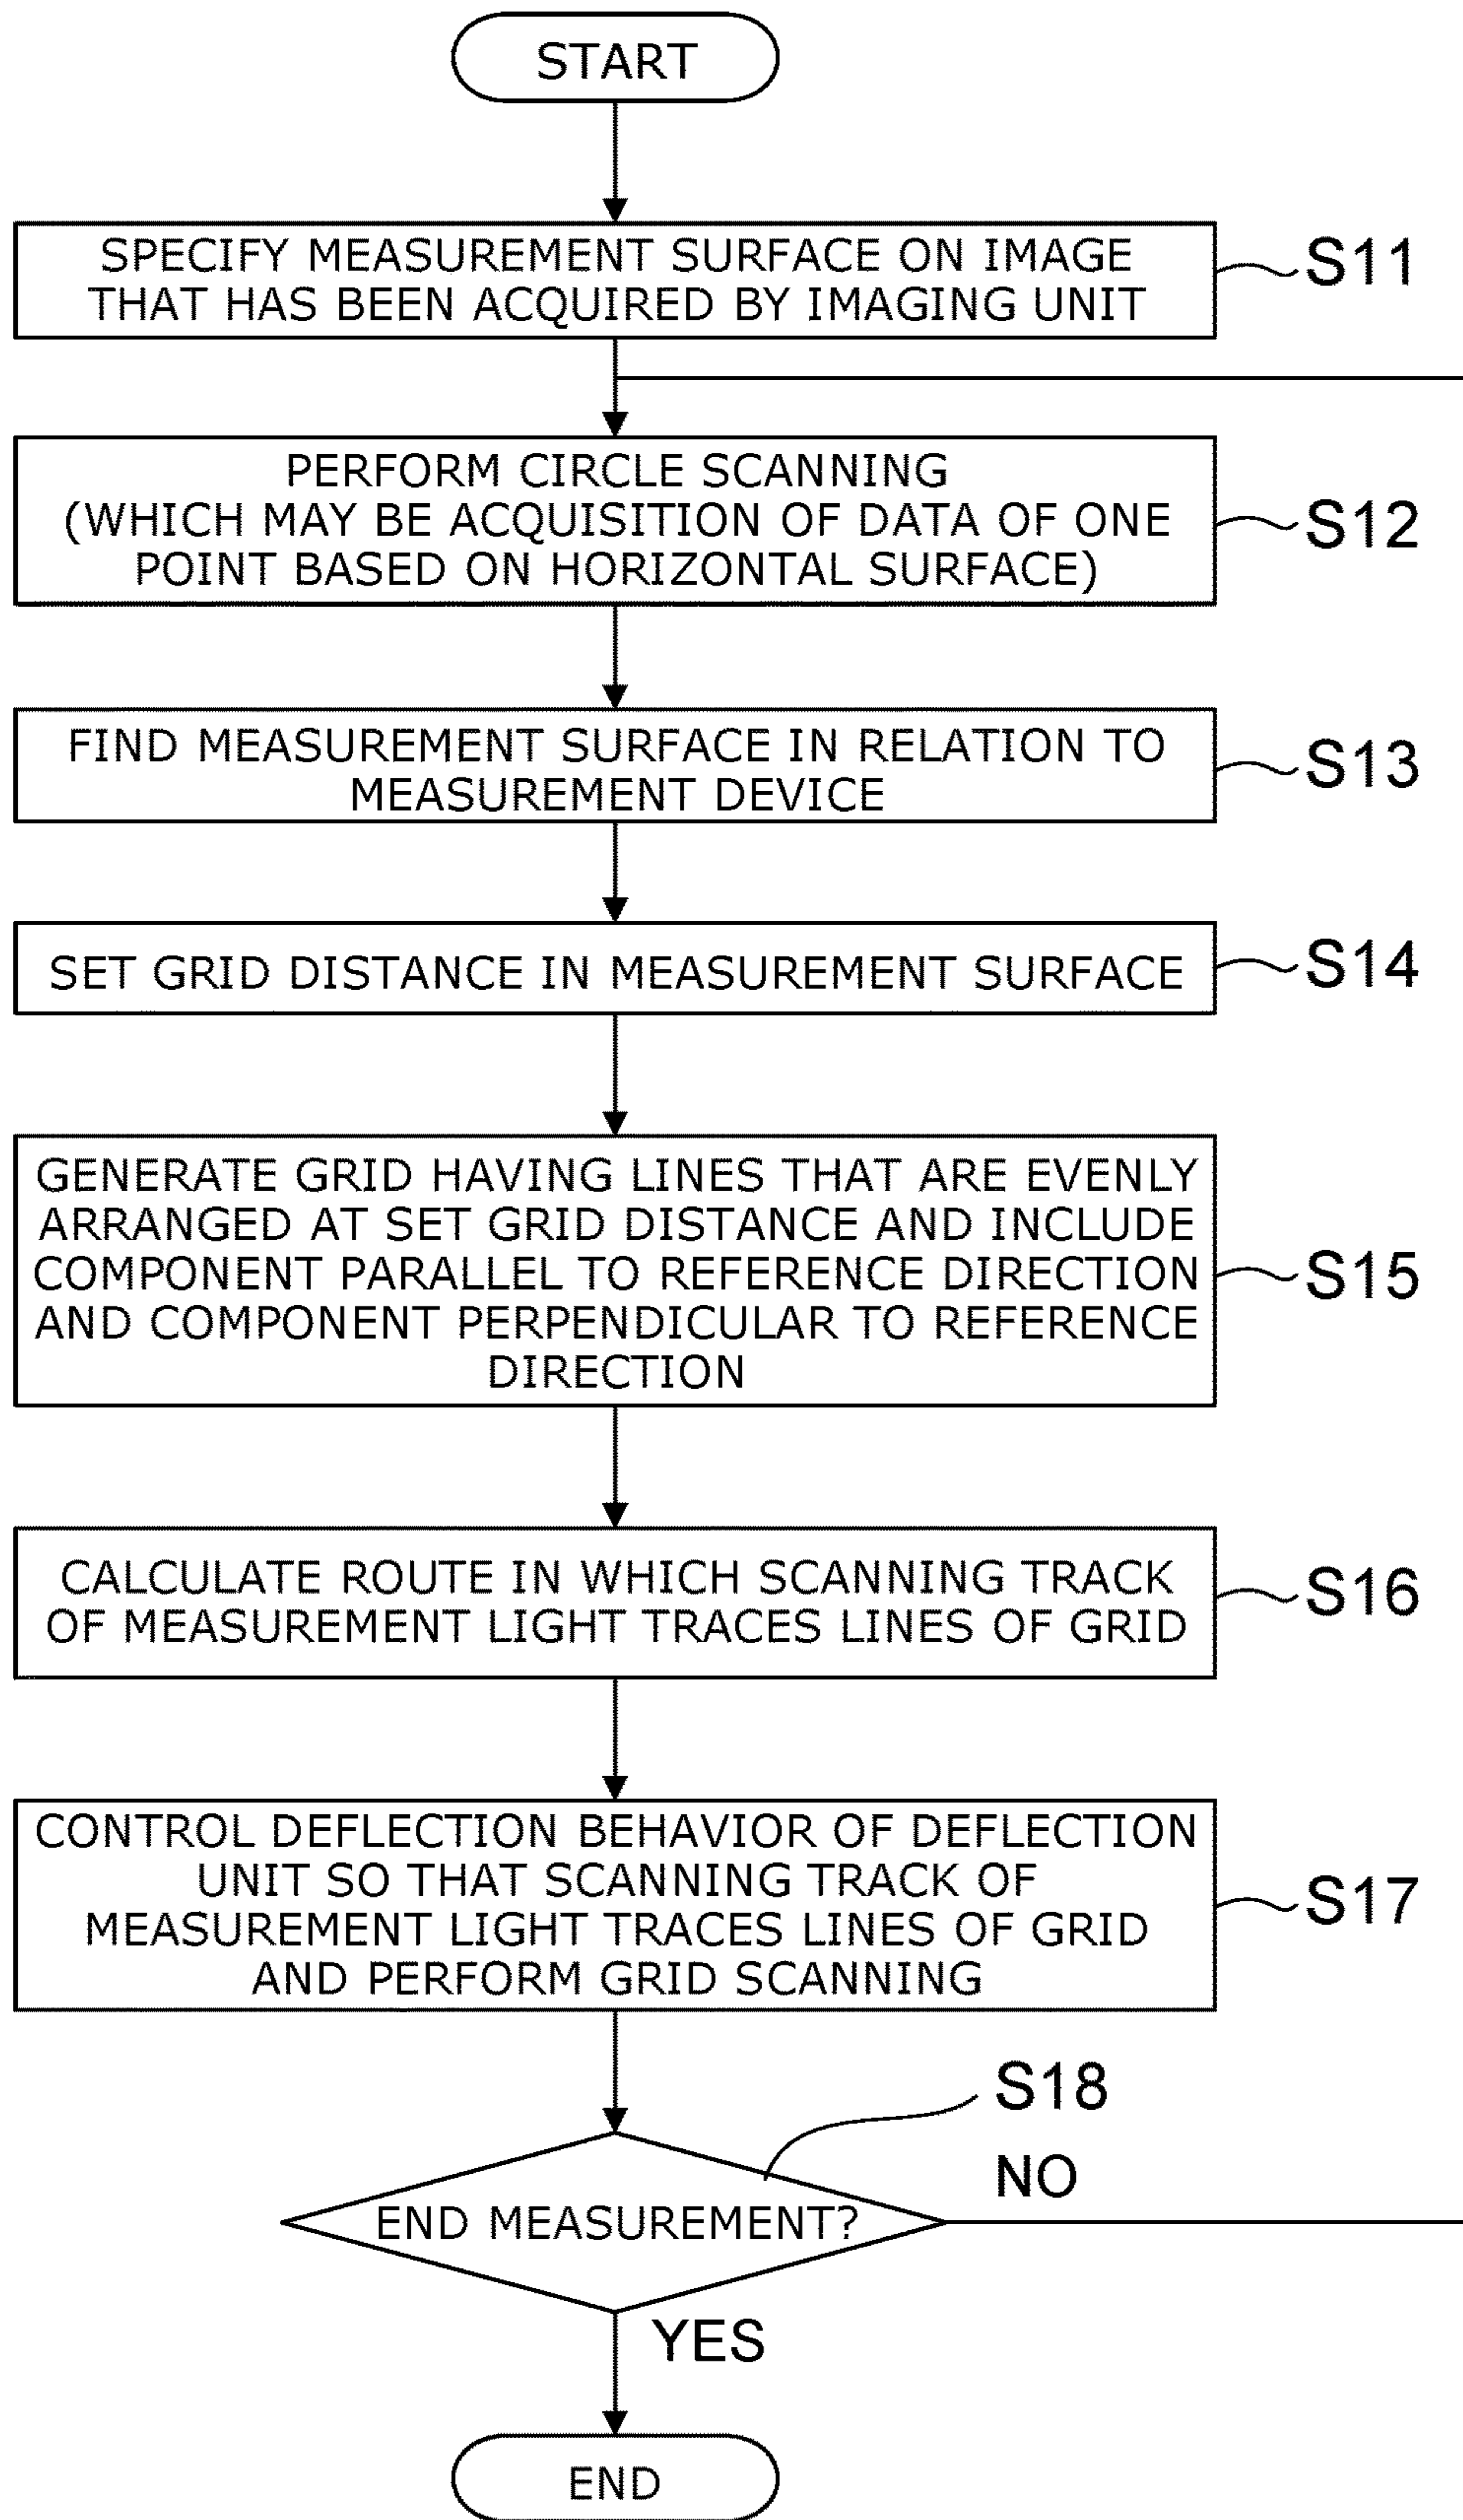 START
SPECIFY MEASUREMENT SURFACE ON IMAGE
THAT HAS BEEN ACQUIRED BY IMAGING UNIT
S11
PERFORM CIRCLE SCANNING
(WHICH MAY BE ACQUISITION OF DATA OF ONE
POINT BASED ON HORIZONTAL SURFACE)
S12
FIND MEASUREMENT SURFACE IN RELATION TO
MEASUREMENT DEVICE
S13
SET GRID DISTANCE IN MEASUREMENT SURFACE
S14
GENERATE GRID HAVING LINES THAT ARE EVENLY
ARRANGED AT SET GRID DISTANCE AND INCLUDE
COMPONENT PARALLEL TO REFERENCE DIRECTION
AND COMPONENT PERPENDICULAR TO REFERENCE
DIRECTION
S15
CALCULATE ROUTE IN WHICH SCANNING TRACK
OF MEASUREMENT LIGHT TRACES LINES OF GRID
S16
CONTROL DEFLECTION BEHAVIOR OF DEFLECTION
UNIT SO THAT SCANNING TRACK OF
MEASUREMENT LIGHT TRACES LINES OF GRID
AND PERFORM GRID SCANNING
S17
S18
NO
END MEASUREMENT?
YES
END